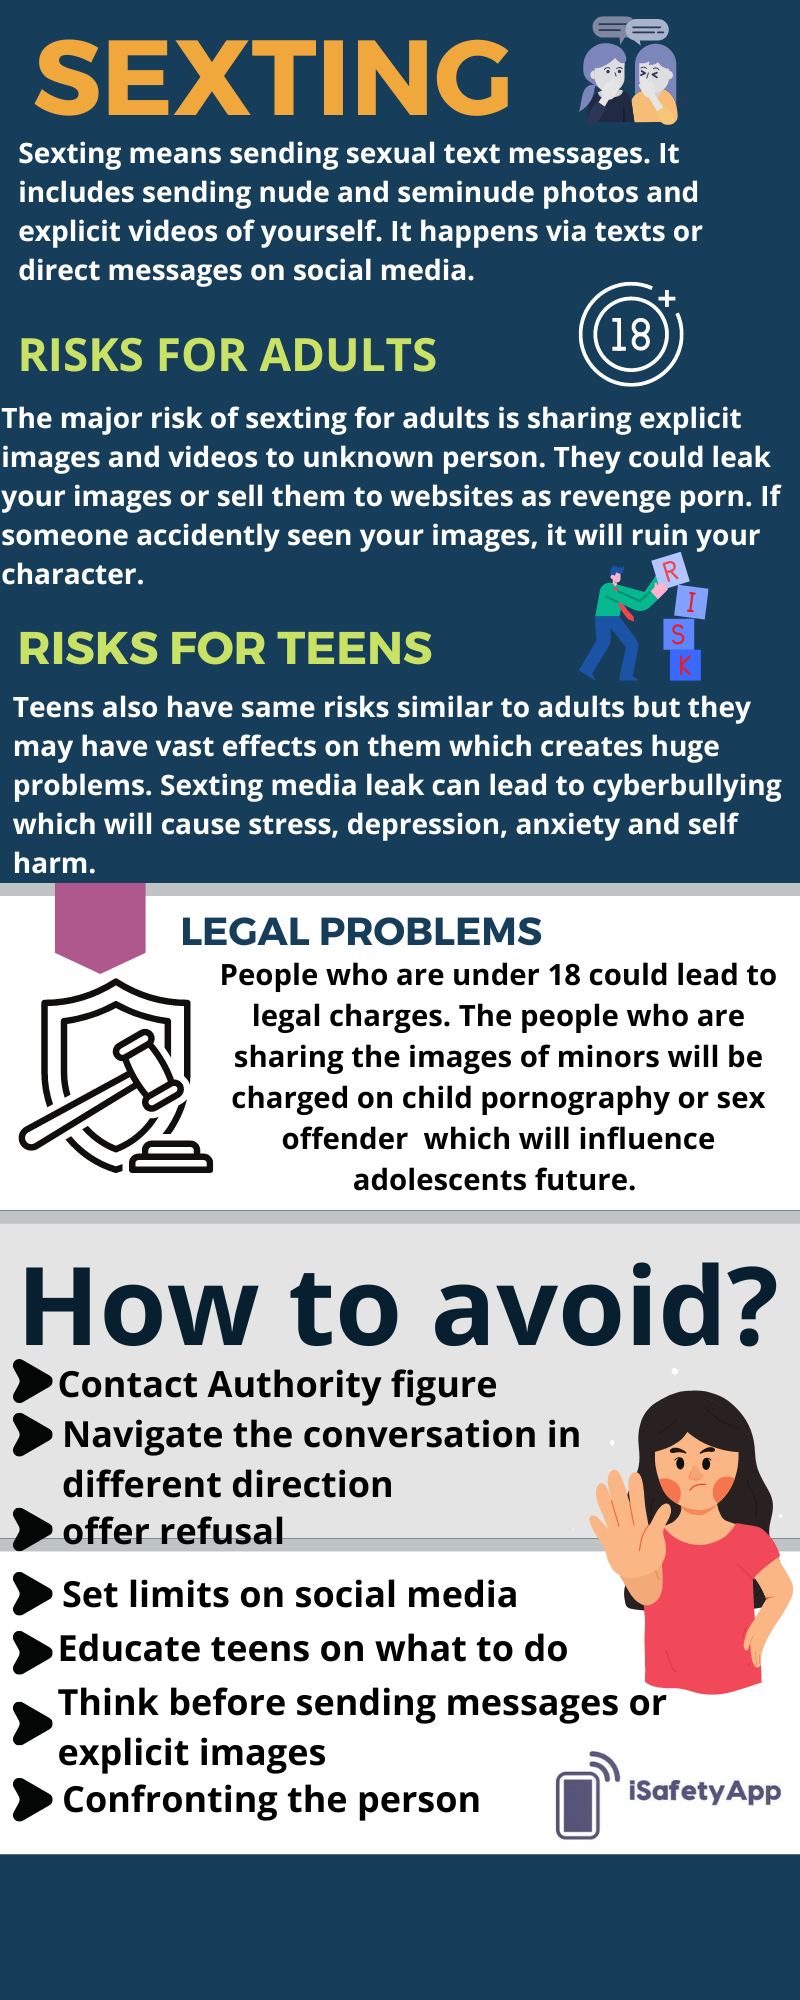 SEXTING
Sexting means sending sexual text messages. It
includes sending nude and seminude photos and
explicit videos of yourself. It happens via texts or
direct messages on social media.
18+
RISKS FOR ADULTS
The major risk of sexting for adults is sharing explicit
images and videos to unknown person. They could leak
your images or sell them to websites as revenge porn. If
someone accidently seen your images, it will ruin your
character.
R
I
S
K
RISKS FOR TEENS
Teens also have same risks similar to adults but they
may have vast effects on them which creates huge
problems. Sexting media leak can lead to cyberbullying
which will cause stress, depression, anxiety and self
harm.
LEGAL PROBLEMS
People who are under 18 could lead to
legal charges. The people who are
sharing the images of minors will be
charged on child pornography or sex
offender  which will influence
adolescents future.
How to avoid?
Contact Authority figure
Navigate the conversation in
different direction
offer refusal
Set limits on social media
Educate teens on what to do
Think before sending messages or
explicit images
Confronting the person
iSafetyApp